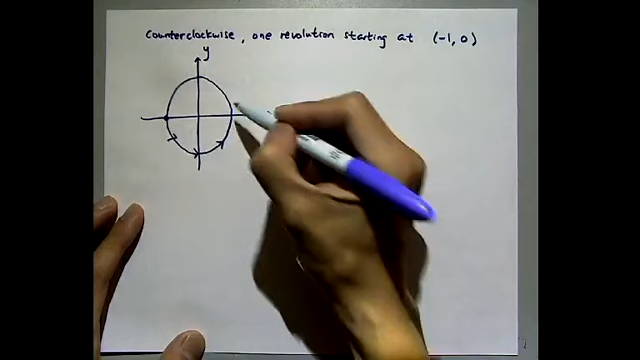 counterclockwise, one revolution starting at (-1, 0)
y